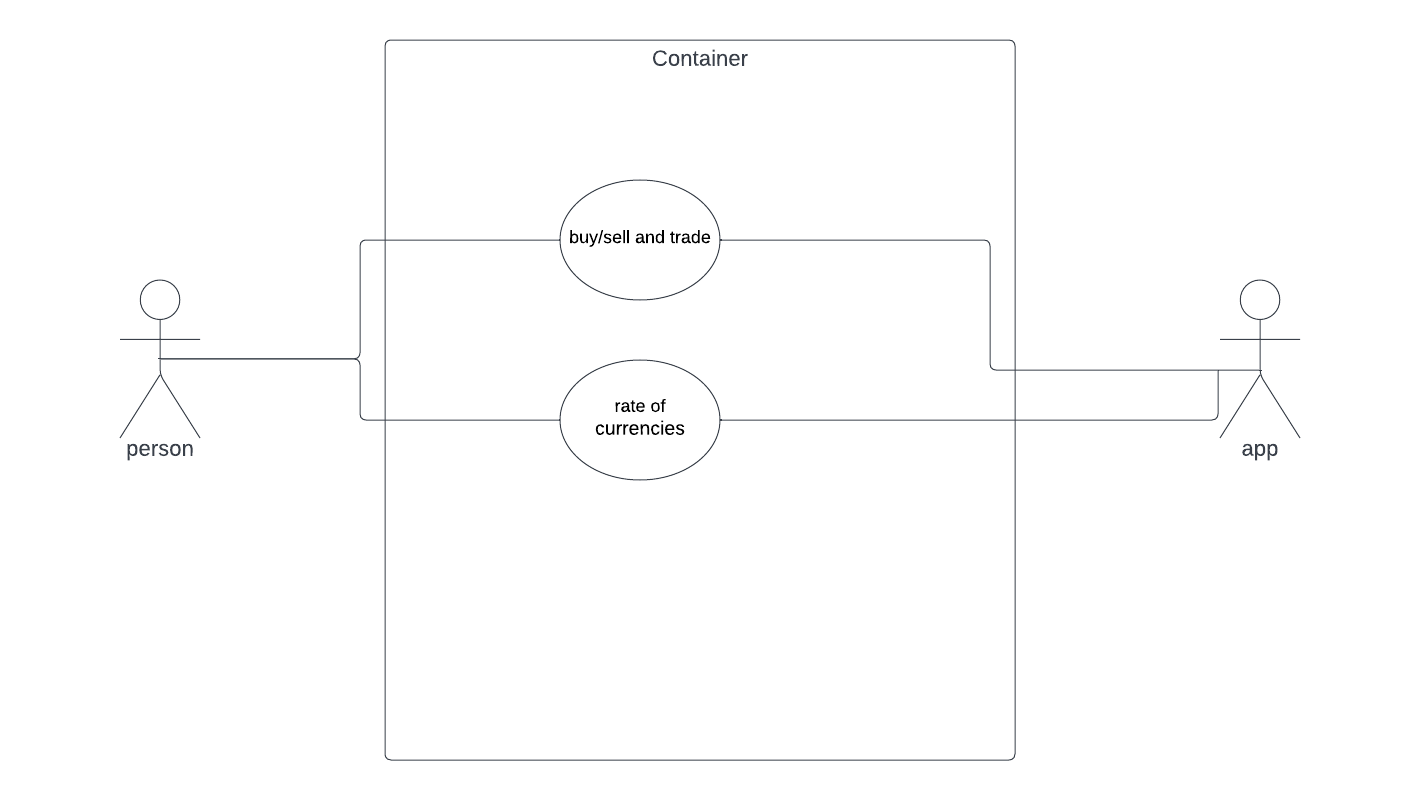 Container
buy/sell and trade
rate of
currencies
person
app